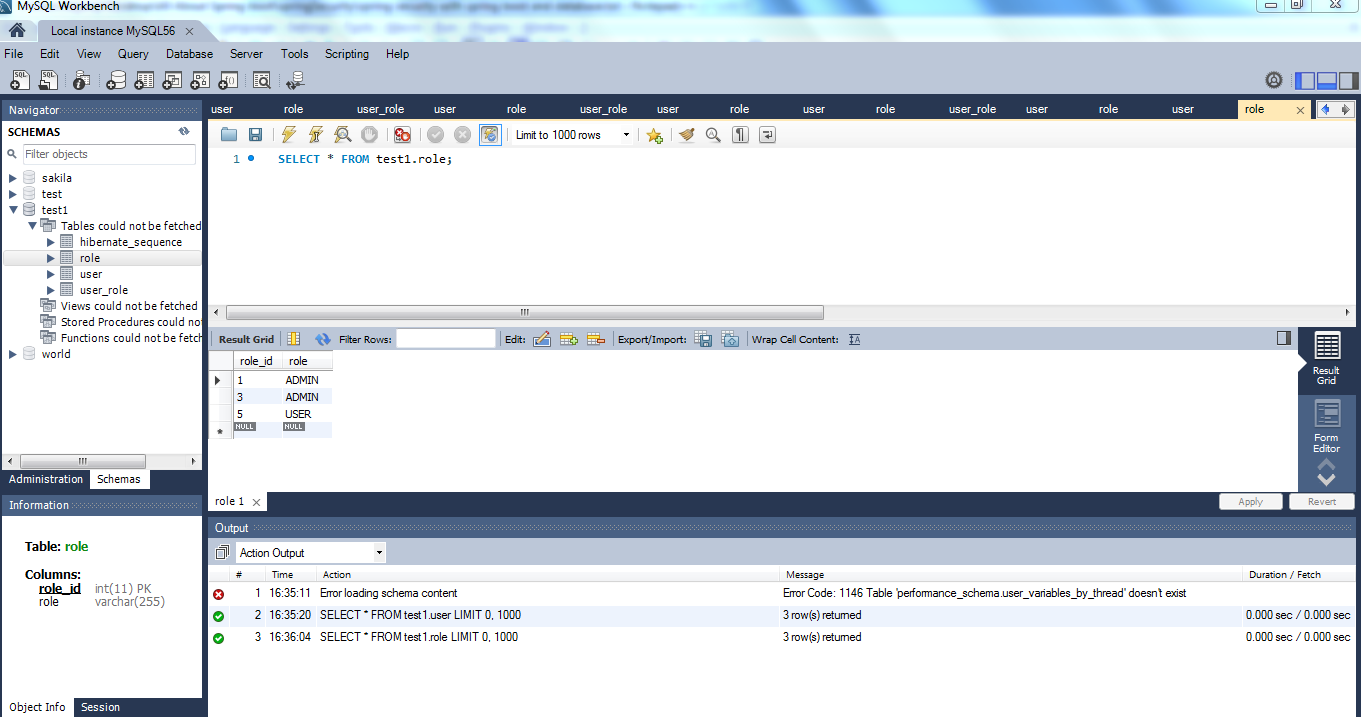 MySQL Workbench
Local instance MySQL56
File Edit View Query Database Server Tools Scripting Help
Navigator
SCHEMAS
Filter objects
sakila
test
test1
Tables could not be fetched
hibernate_sequence
role
user
user_role
Views could not be fetched
Stored Procedures could no
Functions could not be fetch
world
Administration Schemas
Information
Table: role
Columns:
role_id int(11) PK
role varchar(255)
Object Info Session
user role user_role user role user_role user role user role user_role user role user role
Limit to 1000 rows
1 SELECT * FROM test1.role;
Result Grid Filter Rows: Edit: Export/Import: Wrap Cell Content:
role_id role
1 ADMIN
3 ADMIN
5 USER
NULL NULL
Result Grid
Form Editor
role 1
Apply Revert
Output
Action Output
# Time Action Message Duration / Fetch
1 16:35:11 Error loading schema content Error Code: 1146 Table 'performance_schema.user_variables_by_thread' doesn't exist
2 16:35:20 SELECT * FROM test1.user LIMIT 0, 1000 3 row(s) returned 0.000 sec / 0.000 sec
3 16:36:04 SELECT * FROM test1.role LIMIT 0, 1000 3 row(s) returned 0.000 sec / 0.000 sec